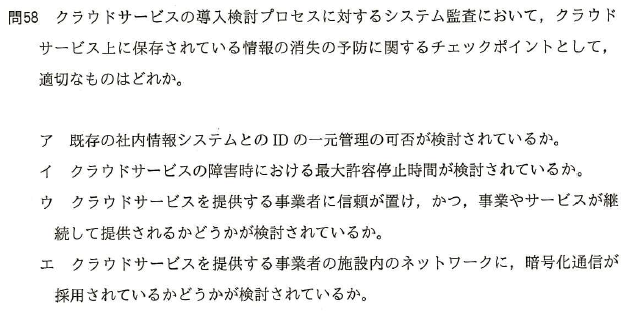 問58 クラウドサービスの導入検討プロセスに対するシステム監査において，クラウド
サービス上に保存されている情報の消失の予防に関するチェックポイントとして，
適切なものはどれか。
ア 既存の社内情報システムとのIDの一元管理の可否が検討されているか。
イ クラウドサービスの障害時における最大許容停止時間が検討されているか。
ウ クラウドサービスを提供する事業者に信頼が置け，かつ，事業やサービスが継
続して提供されるかどうかが検討されているか。
エ クラウドサービスを提供する事業者の施設内のネットワークに，暗号化通信が
採用されているかどうかが検討されているか。